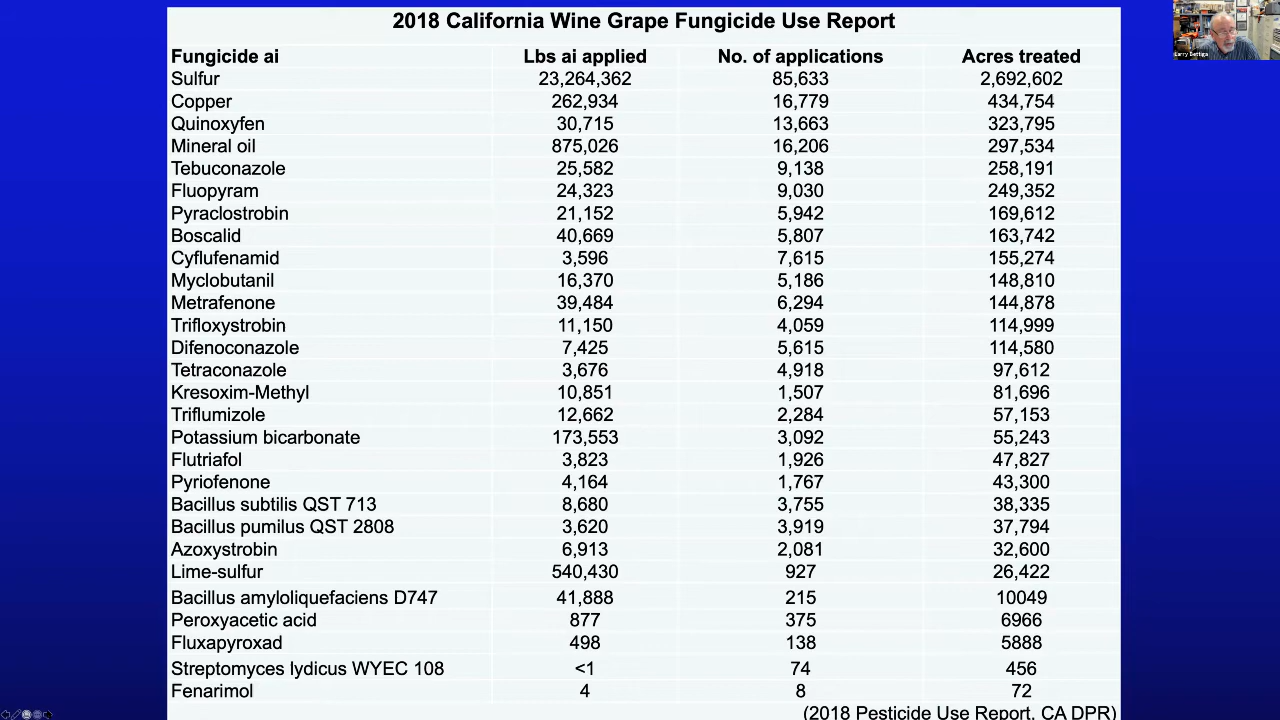 2018 California Wine Grape Fungicide Use Report
Fungicide ai Lbs ai applied No. of applications Acres treated
Sulfur 23,264,362 85,633 2,692,602
Copper 262,934 16,779 434,754
Quinoxyfen 30,715 13,663 323,795
Mineral oil 875,026 16,206 297,534
Tebuconazole 25,582 9,138 258,191
Fluopyram 24,323 9,030 249,352
Pyraclostrobin 21,152 5,942 169,612
Boscalid 40,669 5,807 163,742
Cyflufenamid 3,596 7,615 155,274
Myclobutanil 16,370 5,186 148,810
Metrafenone 39,484 6,294 144,878
Trifloxystrobin 11,150 4,059 114,999
Difenoconazole 7,425 5,615 114,580
Tetraconazole 3,676 4,918 97,612
Kresoxim-Methyl 10,851 1,507 81,696
Triflumizole 12,662 2,284 57,153
Potassium bicarbonate 173,553 3,092 55,243
Flutriafol 3,823 1,926 47,827
Pyriofenone 4,164 1,767 43,300
Bacillus subtilis QST 713 8,680 3,755 38,335
Bacillus pumilus QST 2808 3,620 3,919 37,794
Azoxystrobin 6,913 2,081 32,600
Lime-sulfur 540,430 927 26,422
Bacillus amyloliquefaciens D747 41,888 215 10049
Peroxyacetic acid 877 375 6966
Fluxapyroxad 498 138 5888
Streptomyces lydicus WYEC 108 <1 74 456
Fenarimol 4 8 72
(2018 Pesticide Use Report, CA DPR)
Larry Bettiga